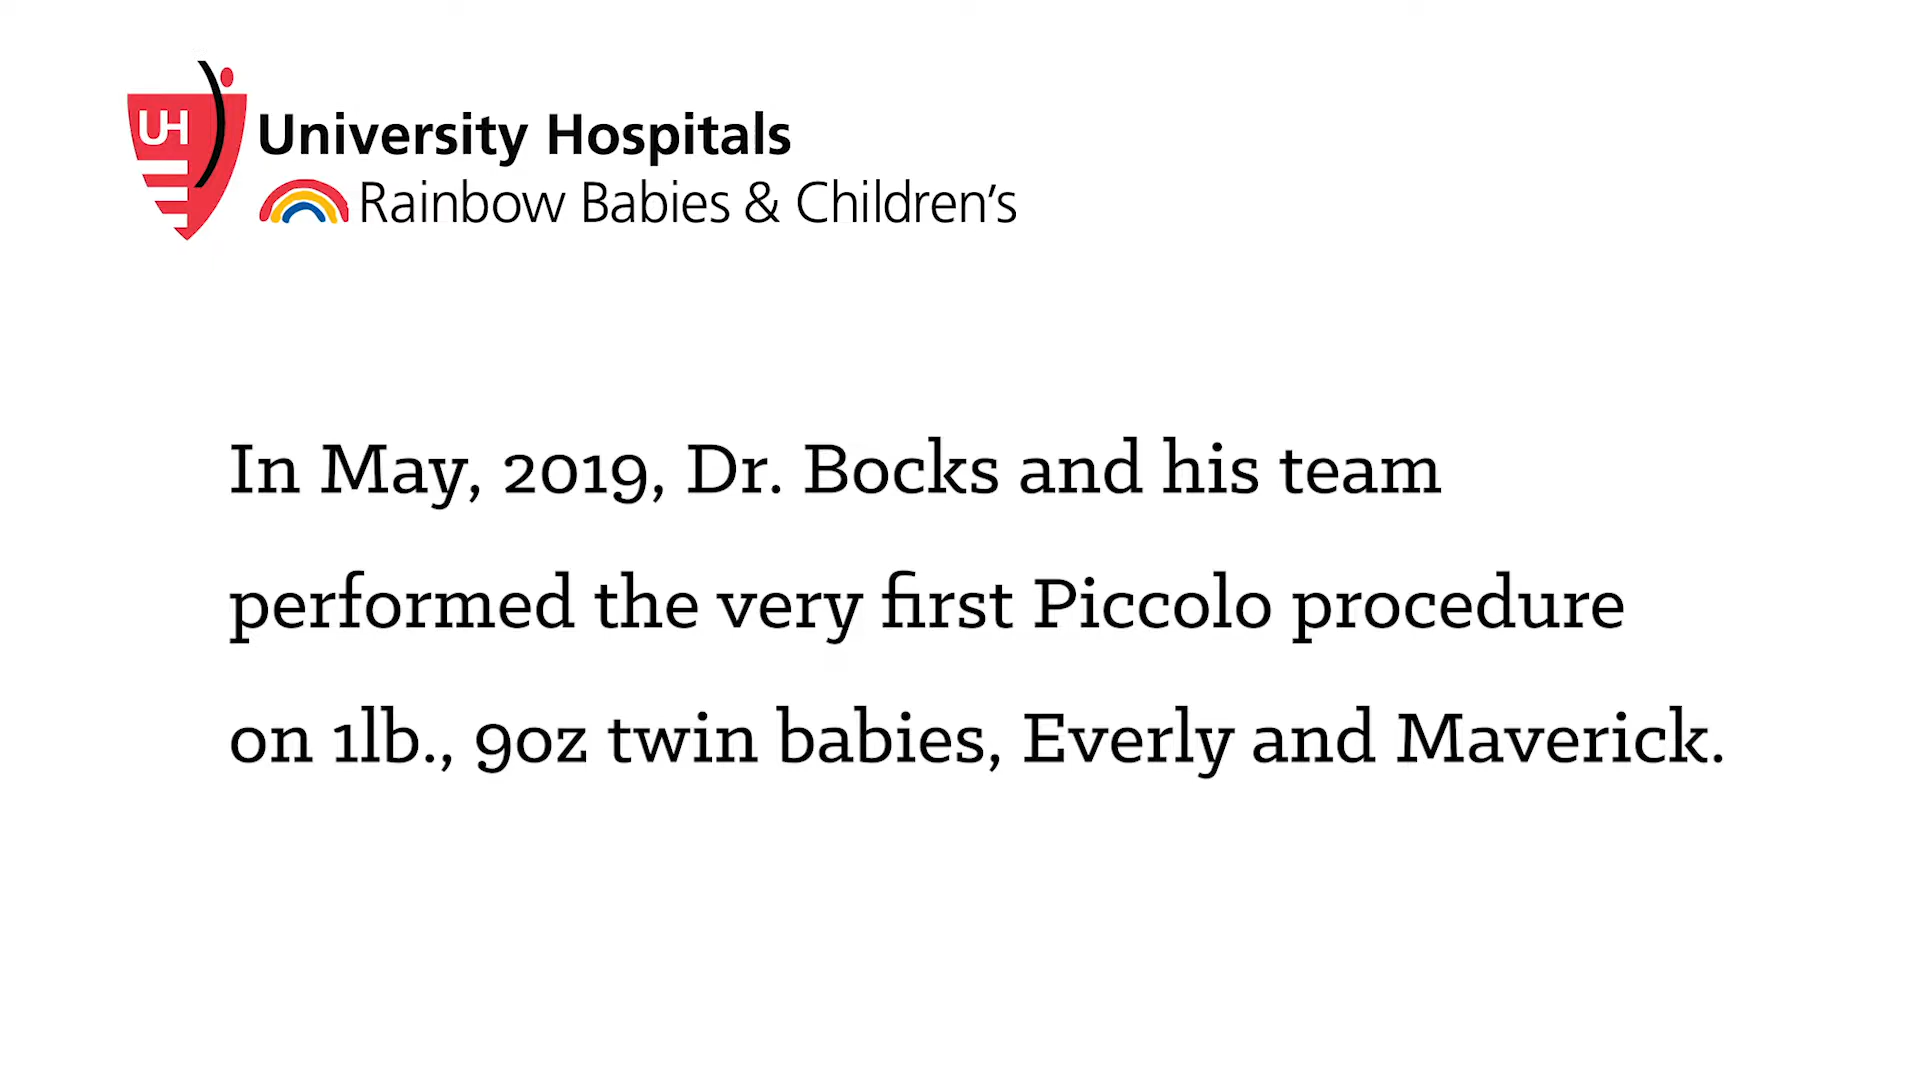 UH
University Hospitals
Rainbow Babies & Children's
In May, 2019, Dr. Bocks and his team
performed the very first Piccolo procedure
on 1lb., 9oz twin babies, Everly and Maverick.